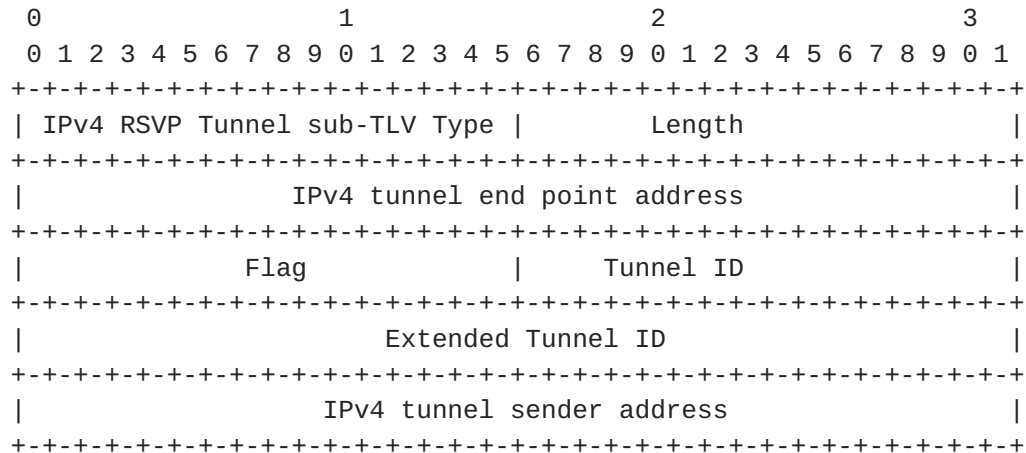 0                   1                   2                   3
 0 1 2 3 4 5 6 7 8 9 0 1 2 3 4 5 6 7 8 9 0 1 2 3 4 5 6 7 8 9 0 1
+-+-+-+-+-+-+-+-+-+-+-+-+-+-+-+-+-+-+-+-+-+-+-+-+-+-+-+-+-+-+-+-+
| IPv4 RSVP Tunnel sub-TLV Type |        Length                 |
+-+-+-+-+-+-+-+-+-+-+-+-+-+-+-+-+-+-+-+-+-+-+-+-+-+-+-+-+-+-+-+-+
|                 IPv4 tunnel end point address                 |
+-+-+-+-+-+-+-+-+-+-+-+-+-+-+-+-+-+-+-+-+-+-+-+-+-+-+-+-+-+-+-+-+
|              Flag             |     Tunnel ID                 |
+-+-+-+-+-+-+-+-+-+-+-+-+-+-+-+-+-+-+-+-+-+-+-+-+-+-+-+-+-+-+-+-+
|                       Extended Tunnel ID                      |
+-+-+-+-+-+-+-+-+-+-+-+-+-+-+-+-+-+-+-+-+-+-+-+-+-+-+-+-+-+-+-+-+
|                   IPv4 tunnel sender address                  |
+-+-+-+-+-+-+-+-+-+-+-+-+-+-+-+-+-+-+-+-+-+-+-+-+-+-+-+-+-+-+-+-+